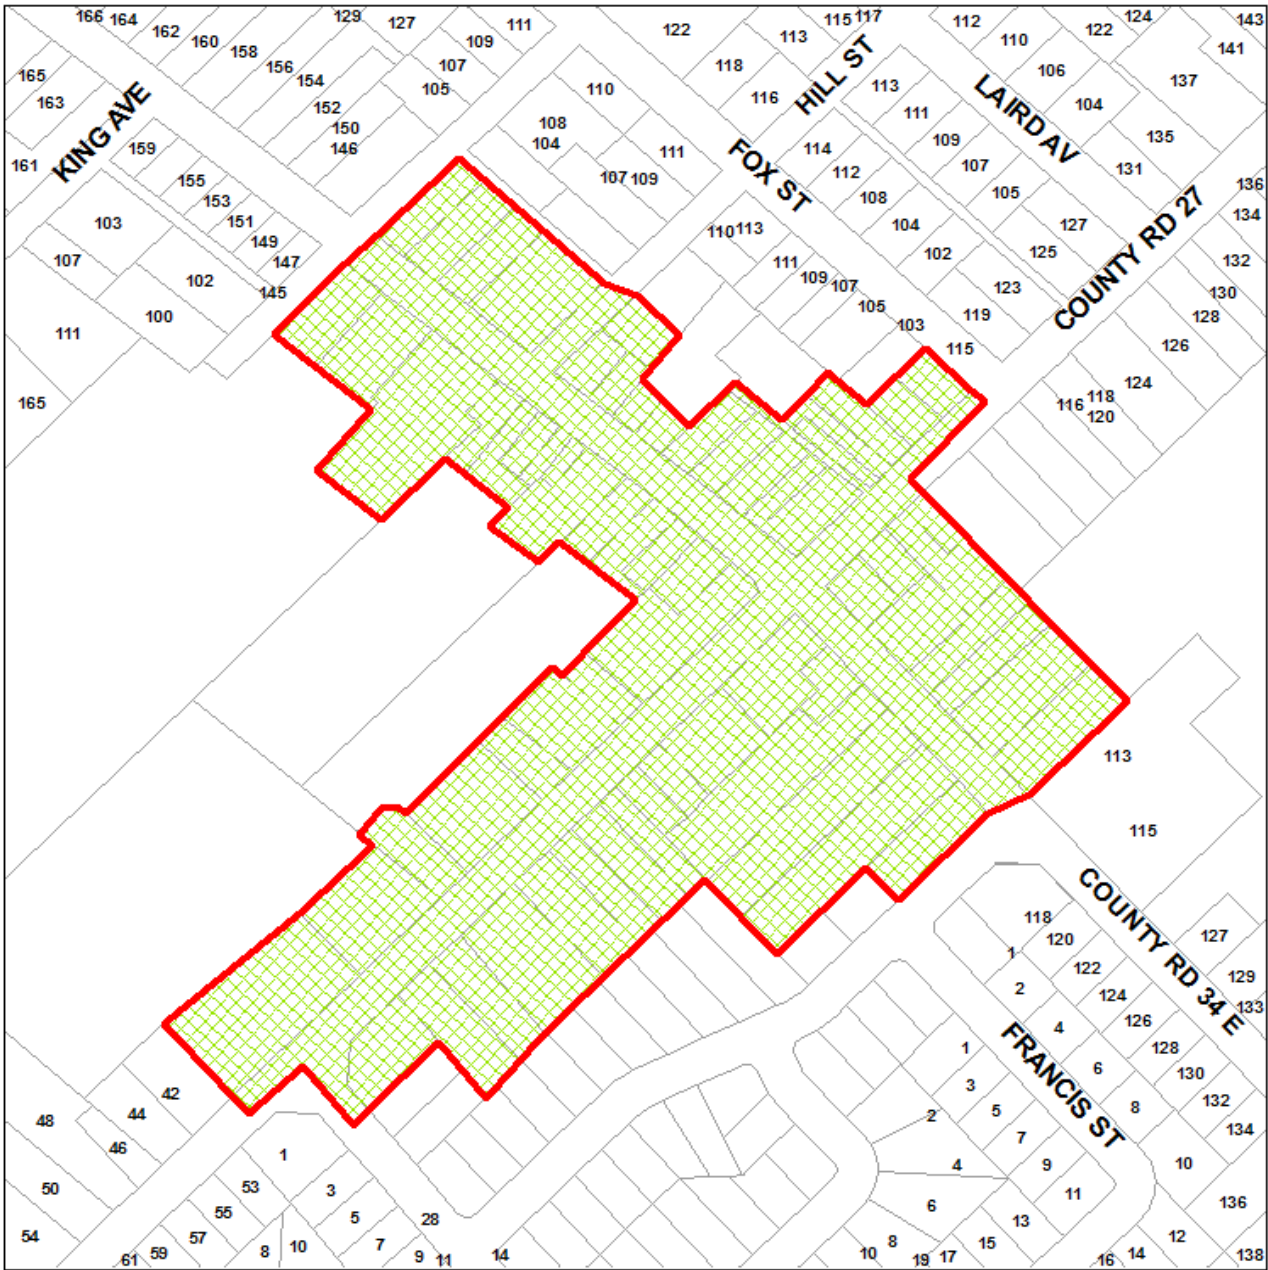 166 164 162 160 158 156 154 152 150 146
129 127 111 109 107 105
122 118 116 113 115 117
112 110 106 104 122 124 143 141 137 135 131
165 163 161
KING AVE
159 155 153 151 149 147 145
103 107 102 100 111 165
110 108 104 111 107 109
HILL ST
113 111 109 107 105
LAIRD AV
127 125 123 119 115
FOX ST
114 112 108 104 102
110 113 111 109 107 105 103
COUNTY RD 27
136 134 132 130 128 126 124 118 116 120
113
115
COUNTY RD 34 E
127 129 133
118 120 122 124 126 128 130 132 134 136 138
1 2 4 6 8 10 12 14 16
FRANCIS ST
1 3 5 7 9 11 13 15 17 19
2 4 6 8 10
42 44 46 48 50 54
1 3 5 7 9 11
53 55 57 59 61
8 10 28 14